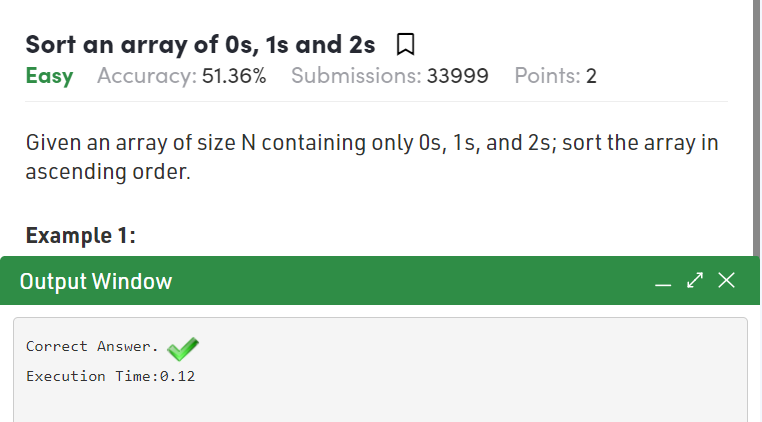 Sort an array of 0s, 1s and 2s
Easy Accuracy: 51.36% Submissions: 33999 Points: 2
Given an array of size N containing only 0s, 1s, and 2s; sort the array in
ascending order.
Example 1:
Output Window
Correct Answer.
Execution Time:0.12